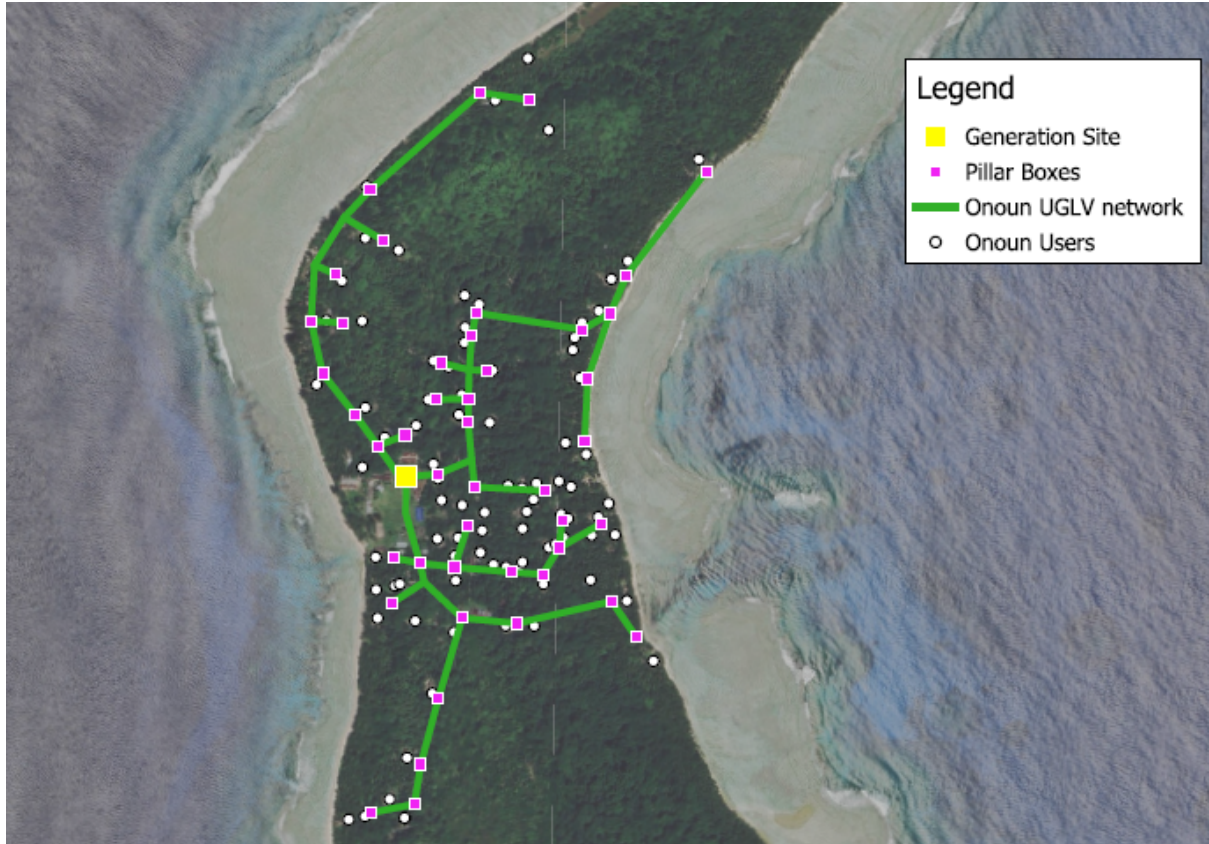 Legend
Generation Site
Pillar Boxes
Onoun UGLV network
Onoun Users